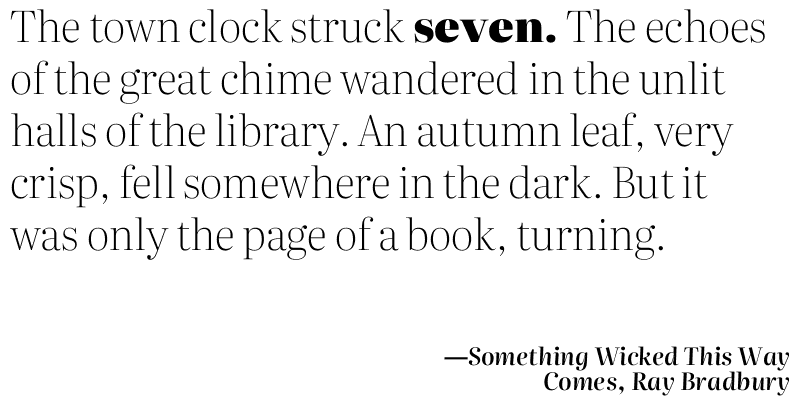 The town clock struck seven. The echoes
of the great chime wandered in the unlit
halls of the library. An autumn leaf, very
crisp, fell somewhere in the dark. But it
was only the page of a book, turning.
—Something Wicked This Way
Comes, Ray Bradbury